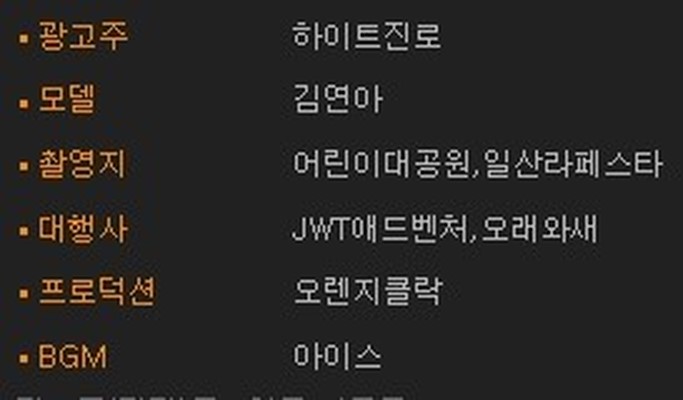 ▪ 광고주 하이트진로
▪ 모델 김연아
▪ 촬영지 어린이대공원,일산라페스타
▪ 대행사 JWT애드벤처,오래와새
▪ 프로덕션 오렌지클락
▪ BGM 아이스